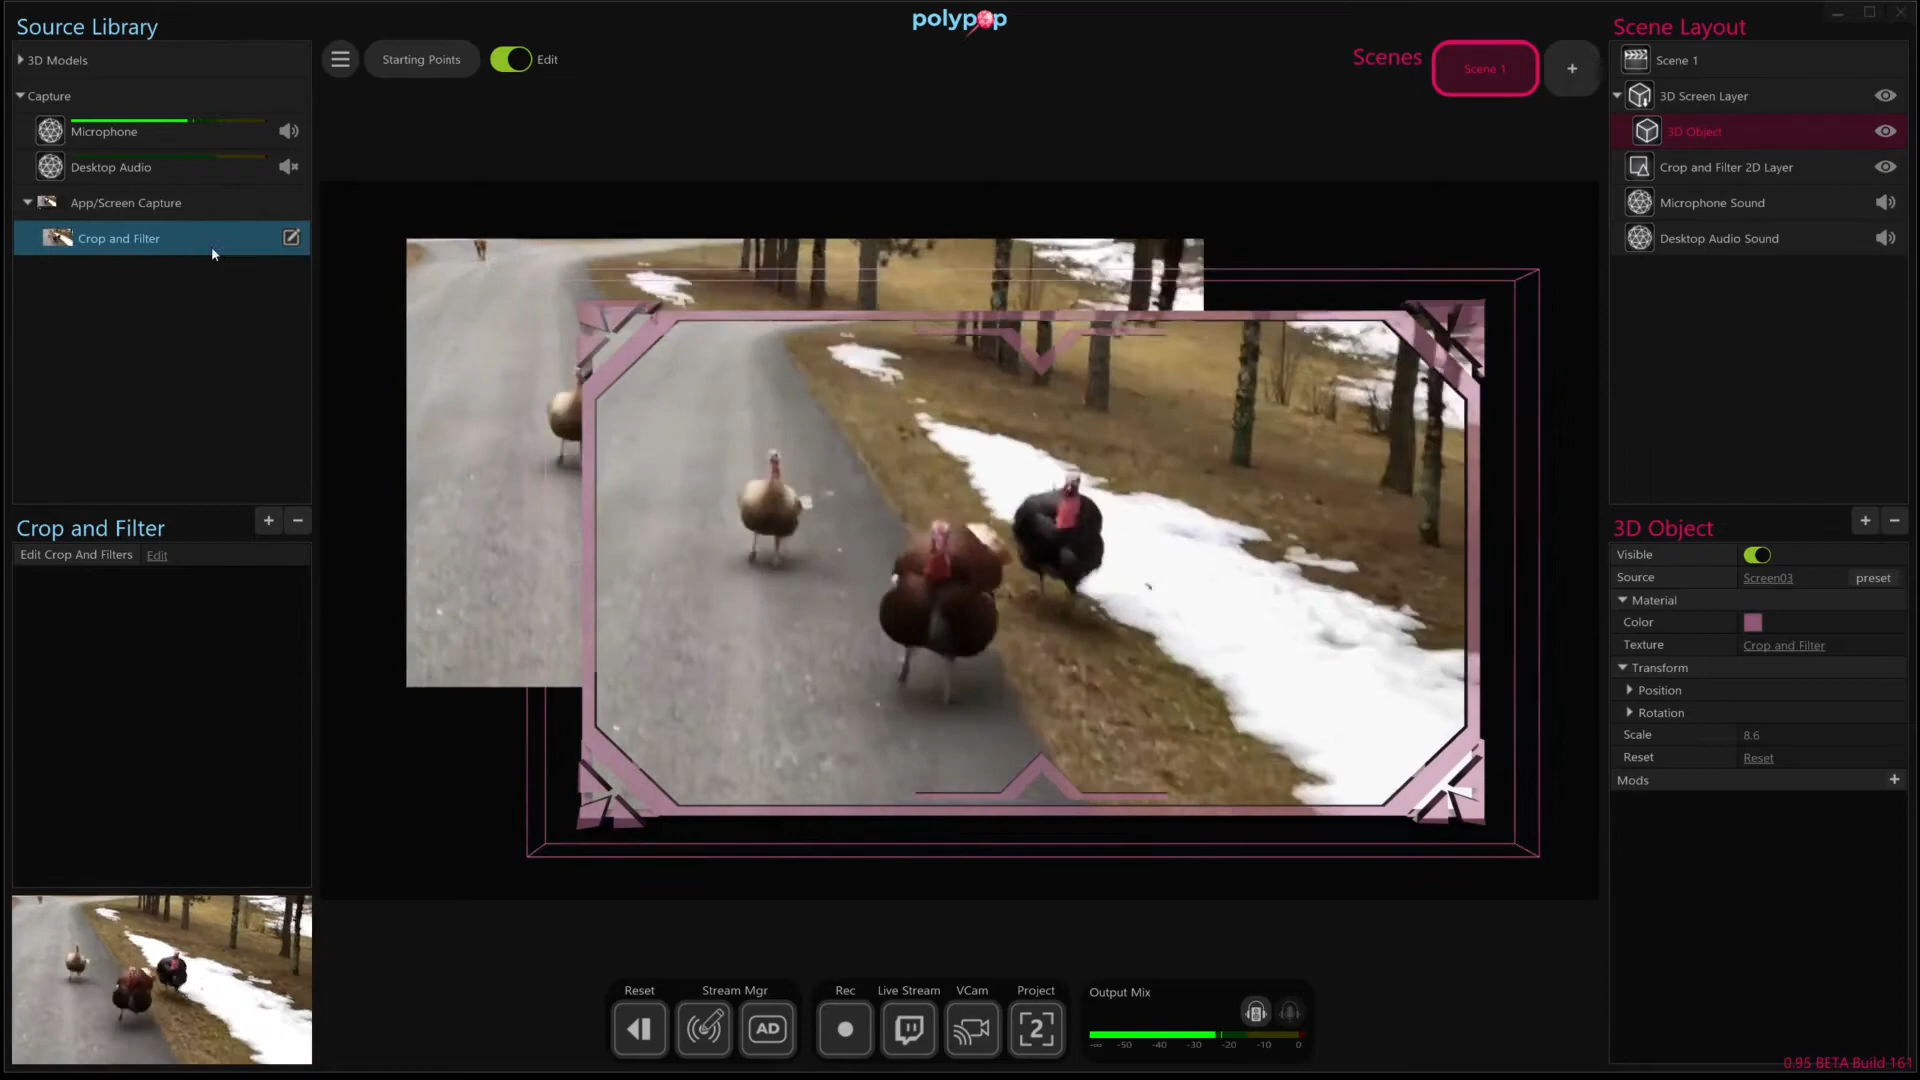 Source Library
polypop
Scene Layout
3D Models
Starting Points
Edit
Scenes
Scene 1
+
Scene 1
Capture
3D Screen Layer
Microphone
3D Object
Desktop Audio
Crop and Filter 2D Layer
App/Screen Capture
Microphone Sound
Crop and Filter
Desktop Audio Sound
Crop and Filter
+ −
Edit Crop And Filters Edit
3D Object
+ −
Visible
Source Screen03 preset
Material
Color
Texture Crop and Filter
Transform
Position
Rotation
Scale 8.6
Reset Reset
Mods +
Reset Stream Mgr Rec Live Stream VCam Project
AD 2
Output Mix
-∞ -50 -40 -30 -20 -10 0
0.95 BETA Build 161